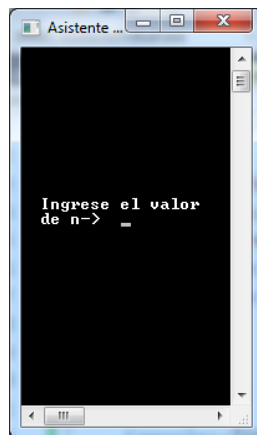 Asistente ...
Ingrese el valor
de n->